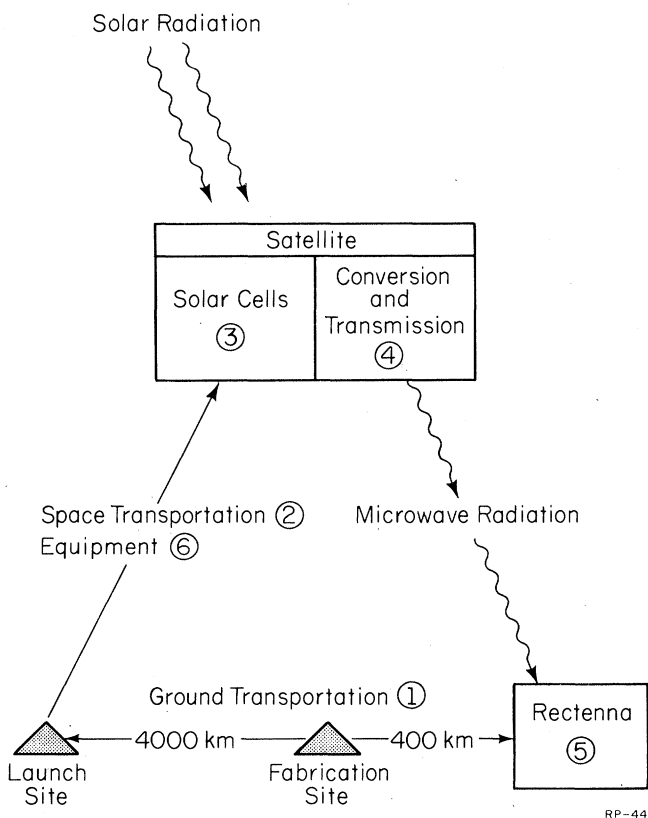 Solar Radiation
Satellite
Solar Cells
③
Conversion
and
Transmission
④
Space Transportation ②
Equipment ⑥
Microwave Radiation
Ground Transportation ①
4000 km
400 km
Launch
Site
Fabrication
Site
Rectenna
⑤
RP-44